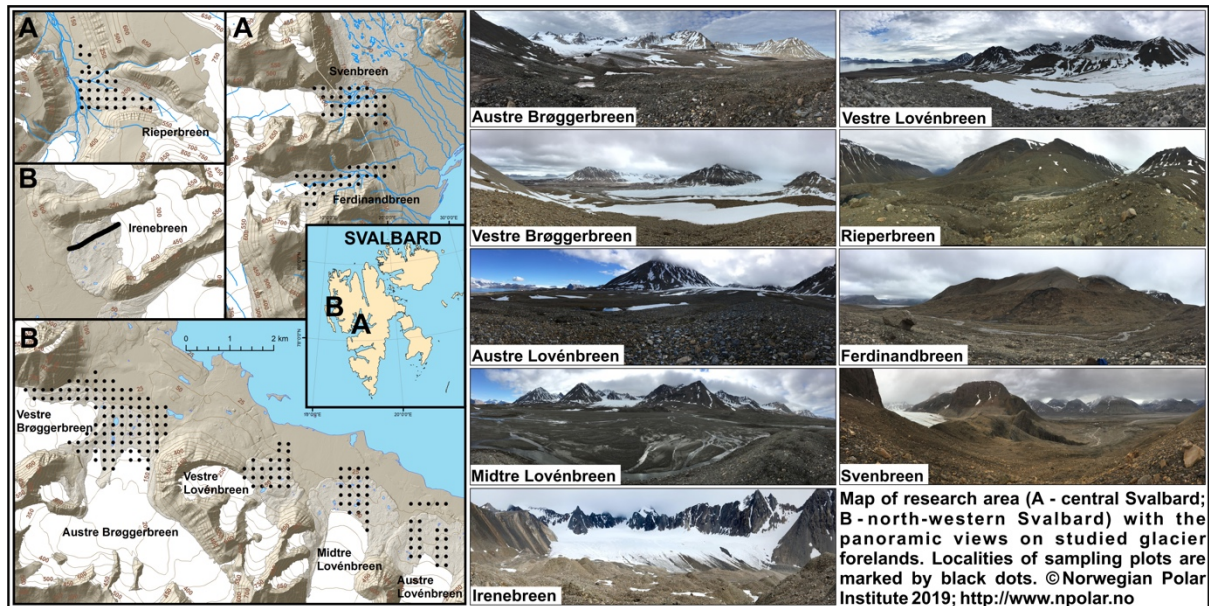 A
Rieperbreen
A
Svenbreen
Ferdinandbreen
B
Irenebreen
SVALBARD
B
A
B
0 1 2 km
Vestre
Brøggerbreen
Vestre
Lovénbreen
Austre Brøggerbreen
Midtre
Lovénbreen
Austre
Lovénbreen
Austre Brøggerbreen
Vestre Lovénbreen
Vestre Brøggerbreen
Rieperbreen
Austre Lovénbreen
Ferdinandbreen
Midtre Lovénbreen
Svenbreen
Irenebreen
Map of research area (A - central Svalbard;
B - north-western Svalbard) with the
panoramic views on studied glacier
forelands. Localities of sampling plots are
marked by black dots. © Norwegian Polar
Institute 2019; http://www.npolar.no